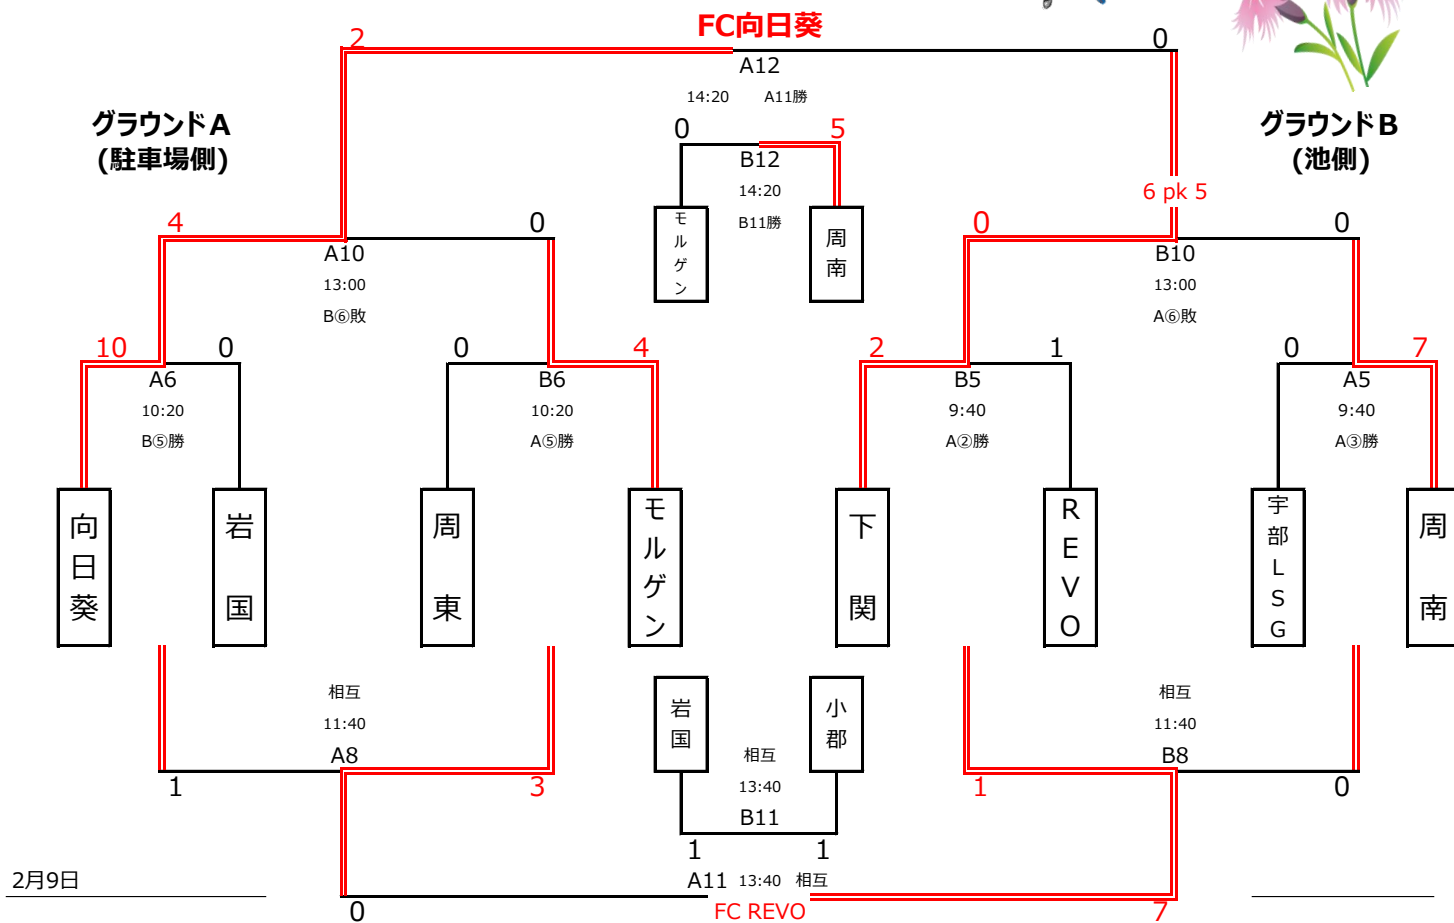 FC向日葵
2
0
A12
14:20 A11勝
グラウンドA
(駐車場側)
グラウンドB
(池側)
0
5
B12
14:20
B11勝
モルゲン
周南
6 pk 5
4
0
A10
13:00
B⑥敗
0
0
B10
13:00
A⑥敗
10
0
A6
10:20
B⑤勝
0
4
B6
10:20
A⑤勝
2
1
B5
9:40
A②勝
0
7
A5
9:40
A③勝
向日葵
岩国
周東
モルゲン
下関
REVO
宇部LSG
周南
相互
11:40
A8
1
3
岩国
小郡
相互
13:40
B11
1
1
相互
11:40
B8
1
0
2月9日
A11 13:40 相互
0
FC REVO
7